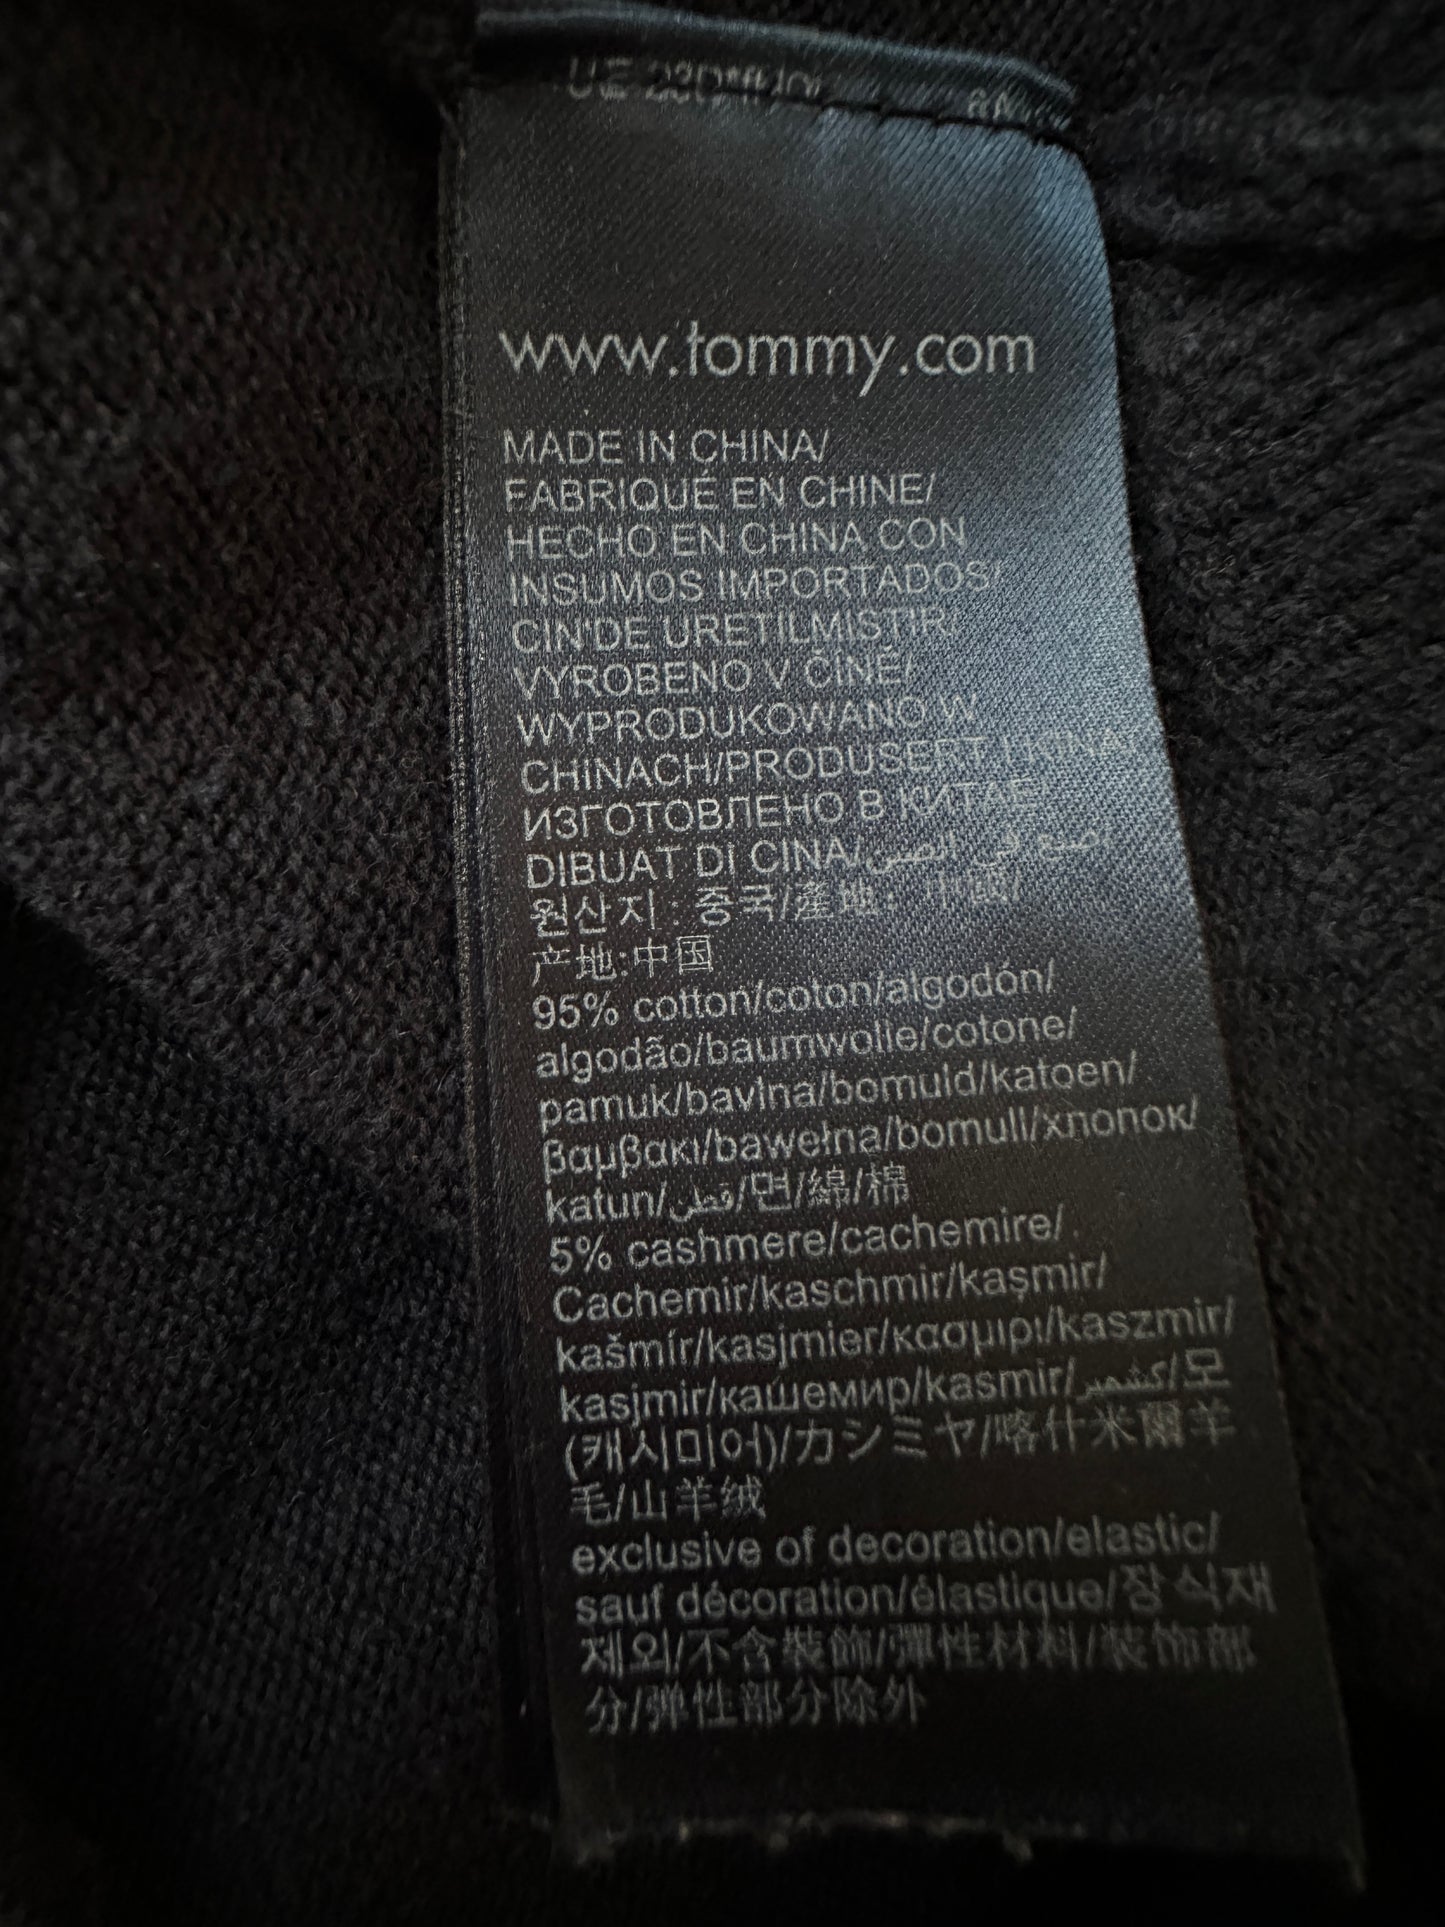 www.tommy.com
MADE IN CHINA/
FABRIQUÉ EN CHINE/
HECHO EN CHINA CON
INSUMOS IMPORTADOS/
CIN'DE URETILMISTIR/
VYROBENO V ČÍNĚ/
WYPRODUKOWANO W
CHINACH/PRODUSERT I KINA/
ИЗГОТОВЛЕНО В КИТАЕ
DIBUAT DI CINA/صنع في الصين
원산지 : 중국/產地: 中國/
产地:中国
95% cotton/coton/algodón/
algodão/baumwolle/cotone/
pamuk/bavlna/bomuld/katoen/
βαμβακι/bawełna/bomull/хлопок/
katun/قطن/면/綿/棉
5% cashmere/cachemire/
Cachemir/kaschmir/kaşmir/
kašmír/kasjmier/κασμιρι/kaszmir/
kasjmir/кашемир/kasmir/كشمير/모
(캐시미어)/カシミヤ/喀什米爾羊
毛/山羊绒
exclusive of decoration/elastic/
sauf décoration/élastique/장식재
제외/不含裝飾/彈性材料/装饰部
分/弹性部分除外